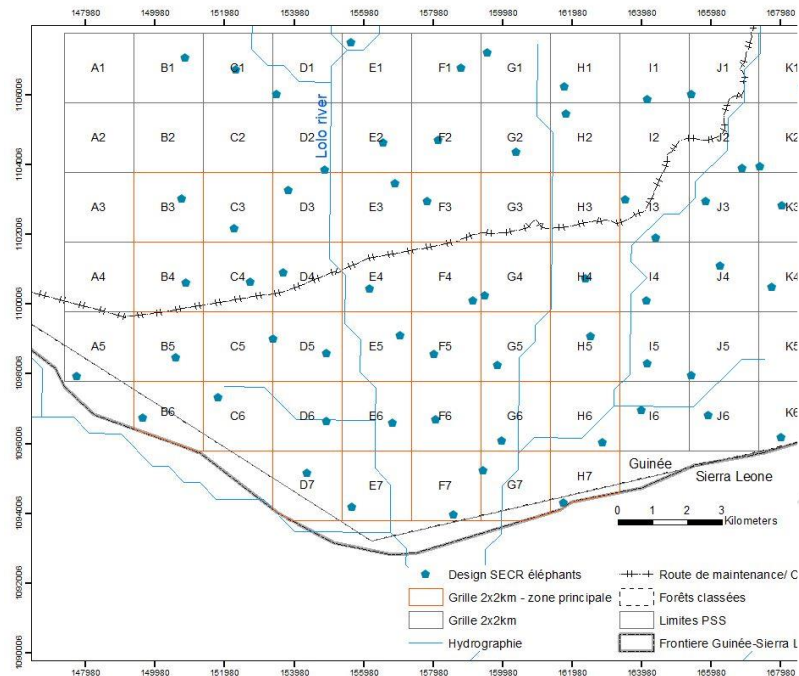 147980 149980 151980 153980 155980 157980 159980 161980 163980 165980 167980
A1 B1 C1 D1 E1 F1 G1 H1 I1 J1 K1
1106006
Lolo river
A2 B2 C2 E2 F2 G2 H2 I2 J2 K2
1104006
A3 B3 C3 D3 E3 F3 G3 H3 I3 J3 K3
1102006
A4 B4 C4 D4 E4 F4 G4 H4 I4 J4 K4
1100006
A5 B5 C5 D5 E5 F5 G5 H5 I5 J5 K5
1098006
B6 C6 D6 E6 F6 G6 H6 I6 J6 K6
1096006
D7 E7 F7 G7 H7
Guinée
Sierra Leone
1094006
0 1 2 3
Kilometers
1092006
1090006
Design SECR éléphants
Grille 2x2km - zone principale
Grille 2x2km
Hydrographie
Route de maintenance/ C
Forêts classées
Limites PSS
Frontiere Guinée-Sierra L
147980 149980 151980 153980 155980 157980 159980 161980 163980 165980 167980